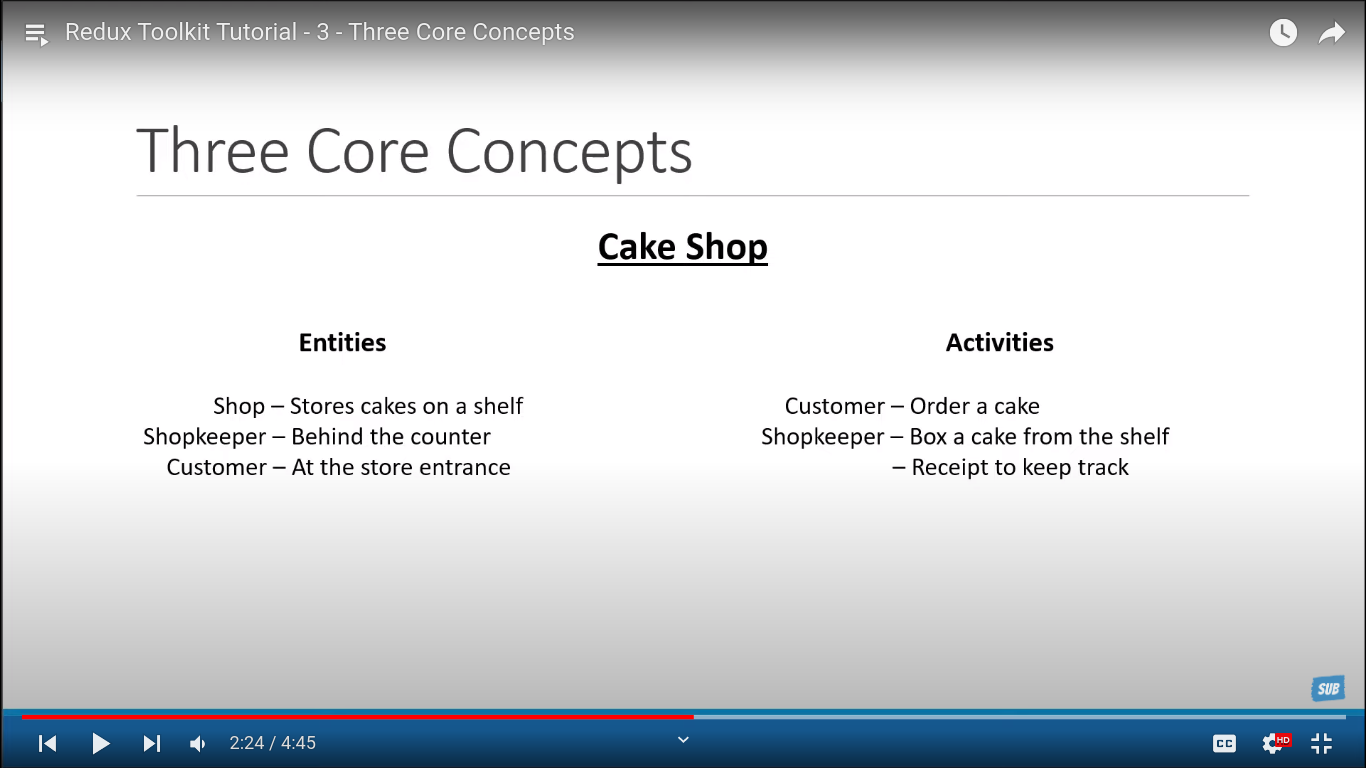 Redux Toolkit Tutorial - 3 - Three Core Concepts
Three Core Concepts
Cake Shop
Entities
Shop – Stores cakes on a shelf
Shopkeeper – Behind the counter
Customer – At the store entrance
Activities
Customer – Order a cake
Shopkeeper – Box a cake from the shelf
– Receipt to keep track
SUB
2:24 / 4:45
CC
HD